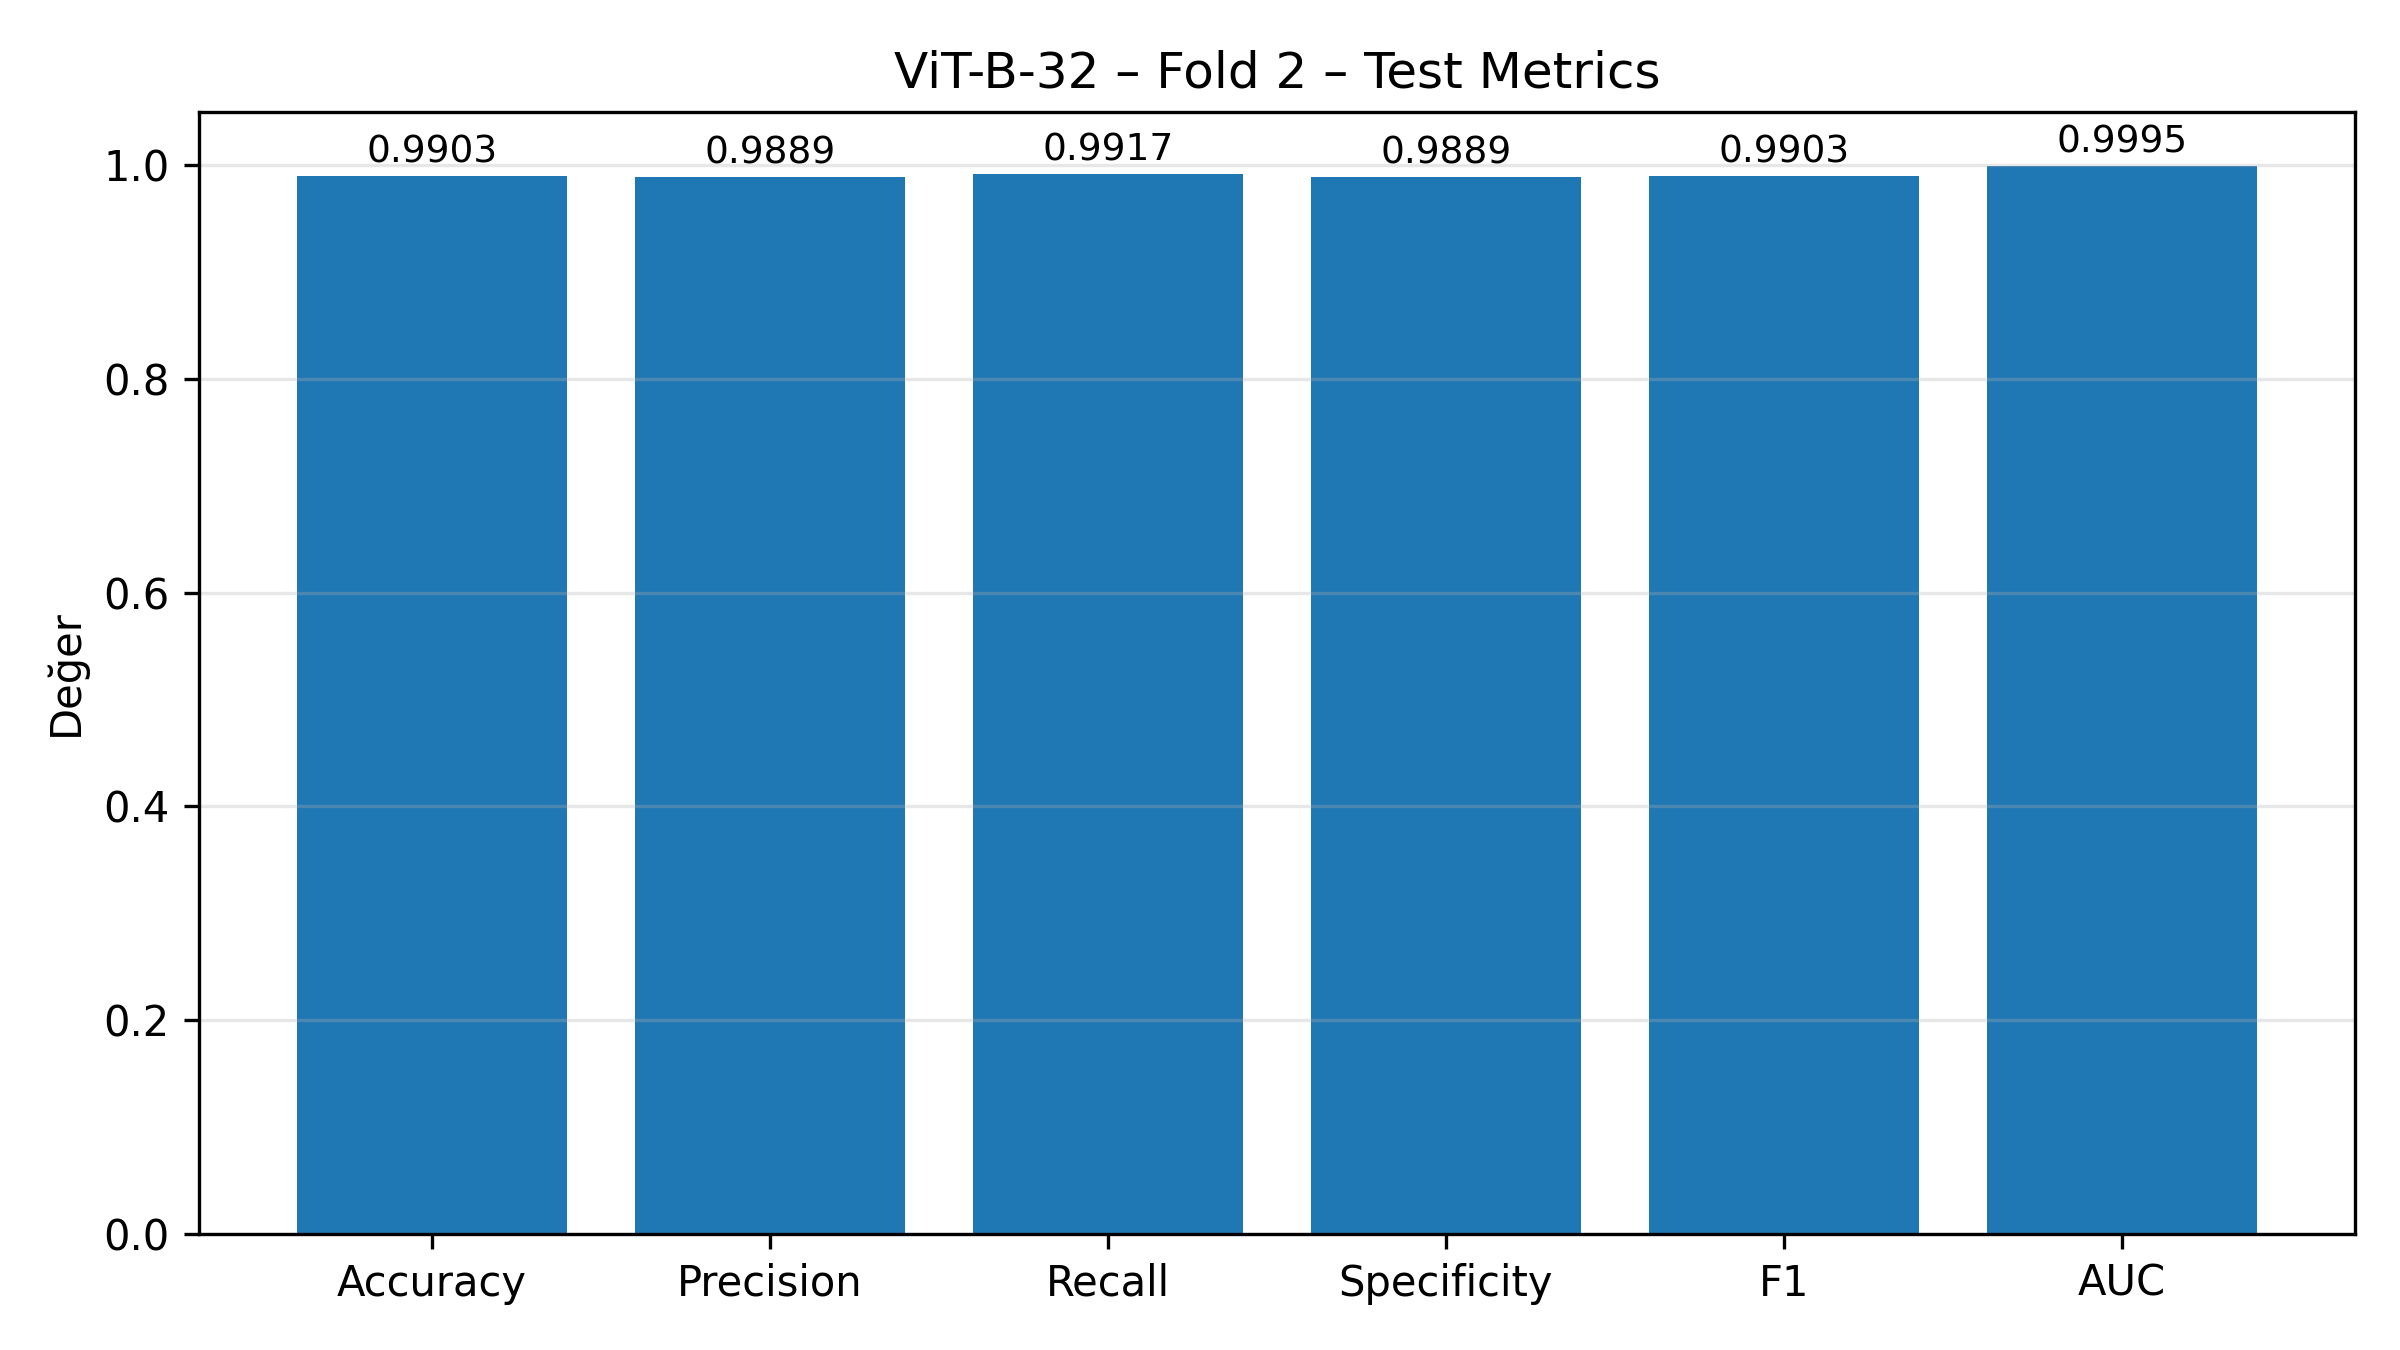 ViT-B-32 – Fold 2 – Test Metrics
0.9903 0.9889 0.9917 0.9889 0.9903 0.9995
1.0
0.8
0.6
0.4
0.2
0.0
Değer
Accuracy Precision Recall Specificity F1 AUC